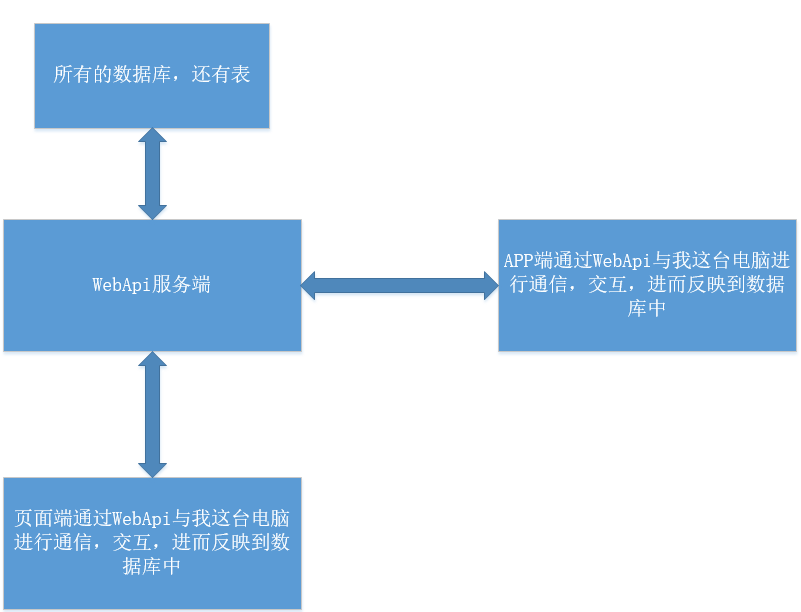 所有的数据库，还有表
WebApi服务端
APP端通过WebApi与我这台电脑进
行通信，交互，进而反映到数据
库中
页面端通过WebApi与我这台电脑
进行通信，交互，进而反映到数
据库中